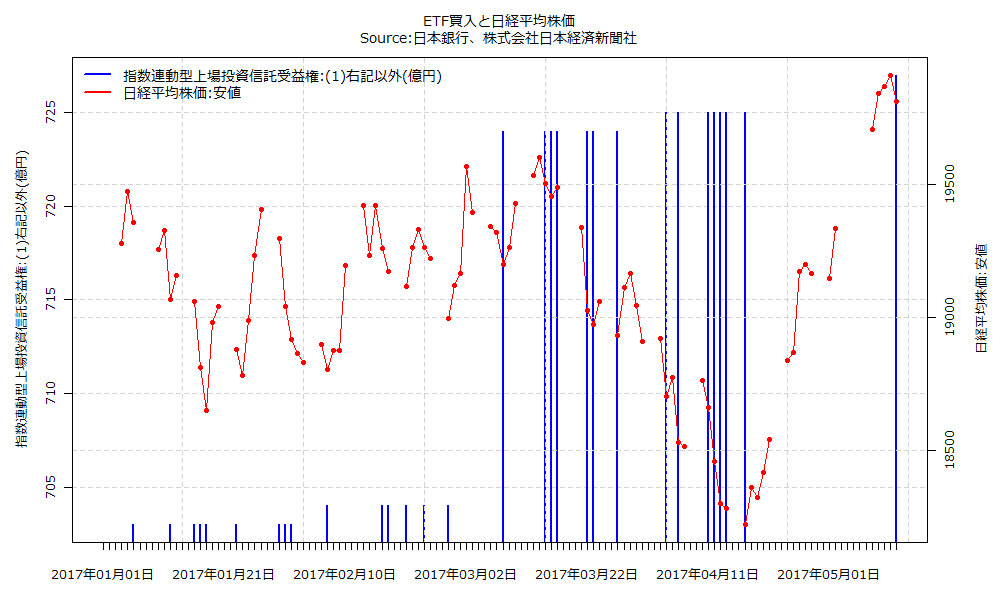 ETF買入と日経平均株価
Source:日本銀行、株式会社日本経済新聞社
指数連動型上場投資信託受益権:(1)右記以外(億円)
日経平均株価:安値
指数連動型上場投資信託受益権:(1)右記以外(億円)
725
720
715
710
705
19500
19000
18500
日経平均株価:安値
2017年01月01日
2017年01月21日
2017年02月10日
2017年03月02日
2017年03月22日
2017年04月11日
2017年05月01日